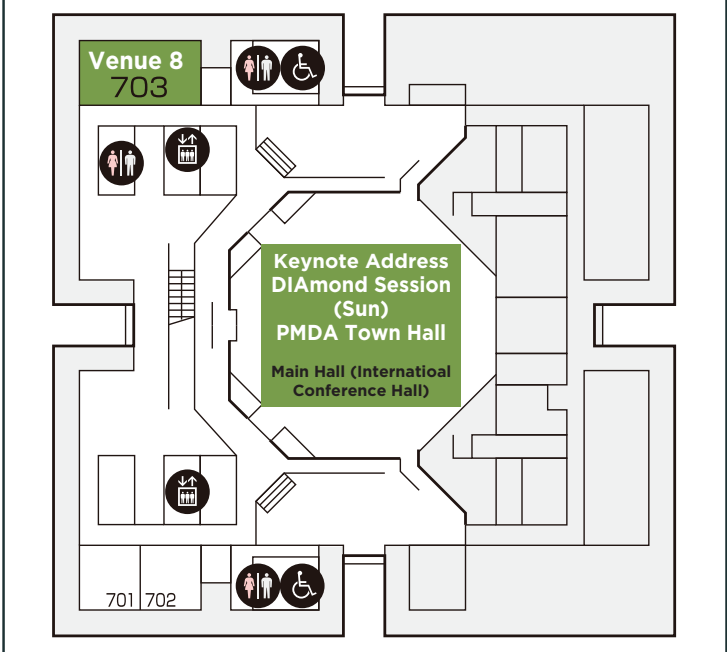 Venue 8
703
Keynote Address
DIAmond Session
(Sun)
PMDA Town Hall
Main Hall (Internatioal
Conference Hall)
701 702